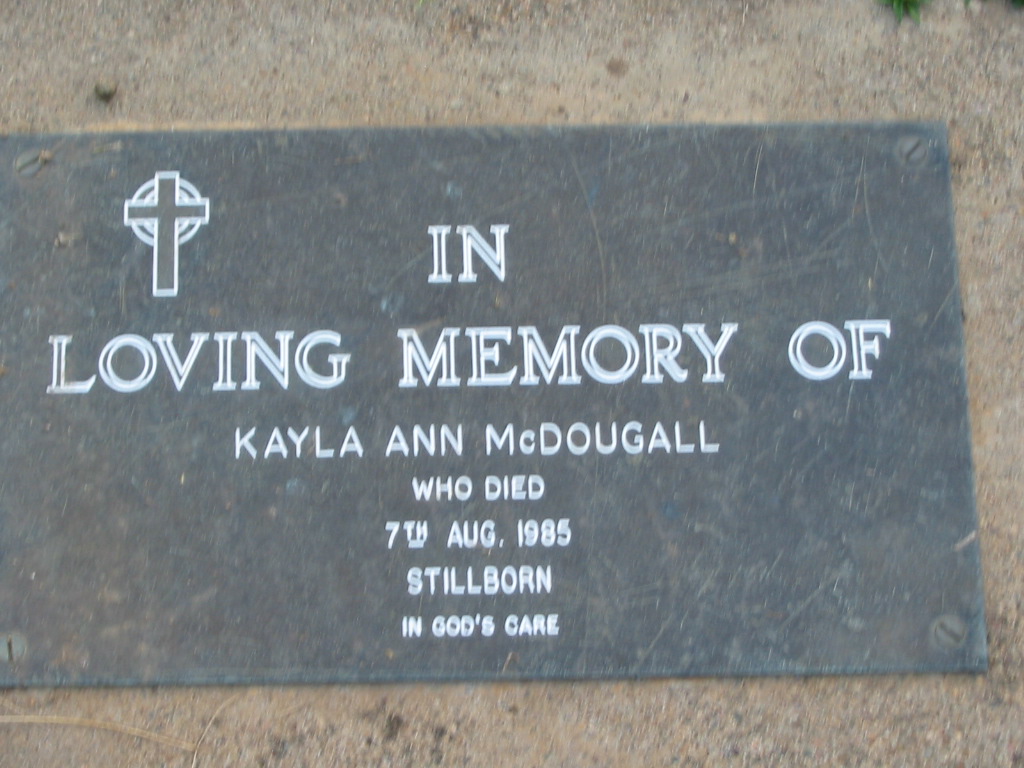 IN
LOVING MEMORY OF
KAYLA ANN McDOUGALL
WHO DIED
7TH AUG. 1985
STILLBORN
IN GOD'S CARE